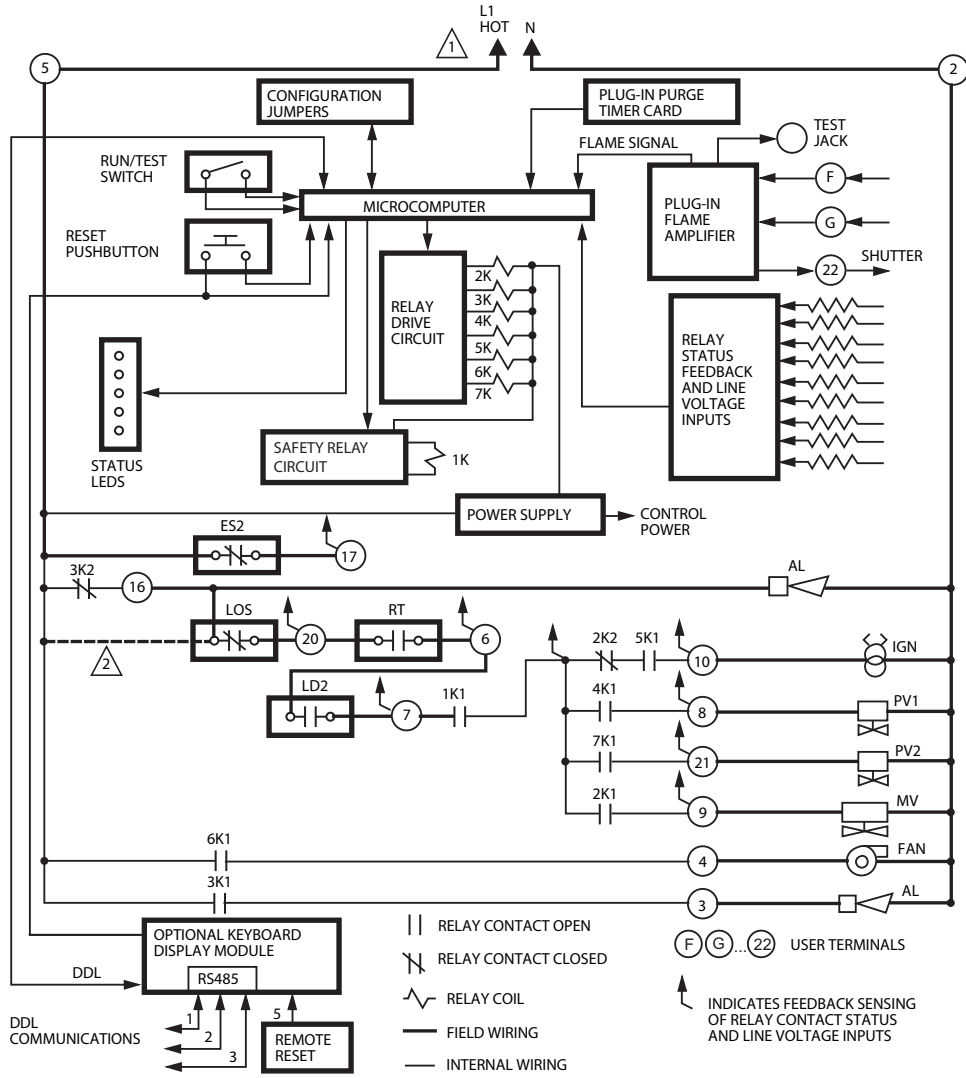 L1
HOT N
1
5
2
CONFIGURATION
JUMPERS
PLUG-IN PURGE
TIMER CARD
TEST
JACK
RUN/TEST
SWITCH
FLAME SIGNAL
MICROCOMPUTER
PLUG-IN
FLAME
AMPLIFIER
F
G
22
SHUTTER
RESET
PUSHBUTTON
RELAY
DRIVE
CIRCUIT
2K
3K
4K
5K
6K
7K
RELAY
STATUS
FEEDBACK
AND LINE
VOLTAGE
INPUTS
STATUS
LEDS
SAFETY RELAY
CIRCUIT
1K
POWER SUPPLY
CONTROL
POWER
ES2
17
3K2
16
AL
LOS
20
RT
6
2
LD2
7
1K1
2K2
5K1
10
IGN
4K1
8
PV1
7K1
21
PV2
2K1
9
MV
6K1
4
FAN
3K1
3
AL
OPTIONAL KEYBOARD
DISPLAY MODULE
RS485
DDL
DDL
COMMUNICATIONS
1
2
3
5
REMOTE
RESET
RELAY CONTACT OPEN
RELAY CONTACT CLOSED
RELAY COIL
FIELD WIRING
INTERNAL WIRING
F G ... 22 USER TERMINALS
INDICATES FEEDBACK SENSING
OF RELAY CONTACT STATUS
AND LINE VOLTAGE INPUTS